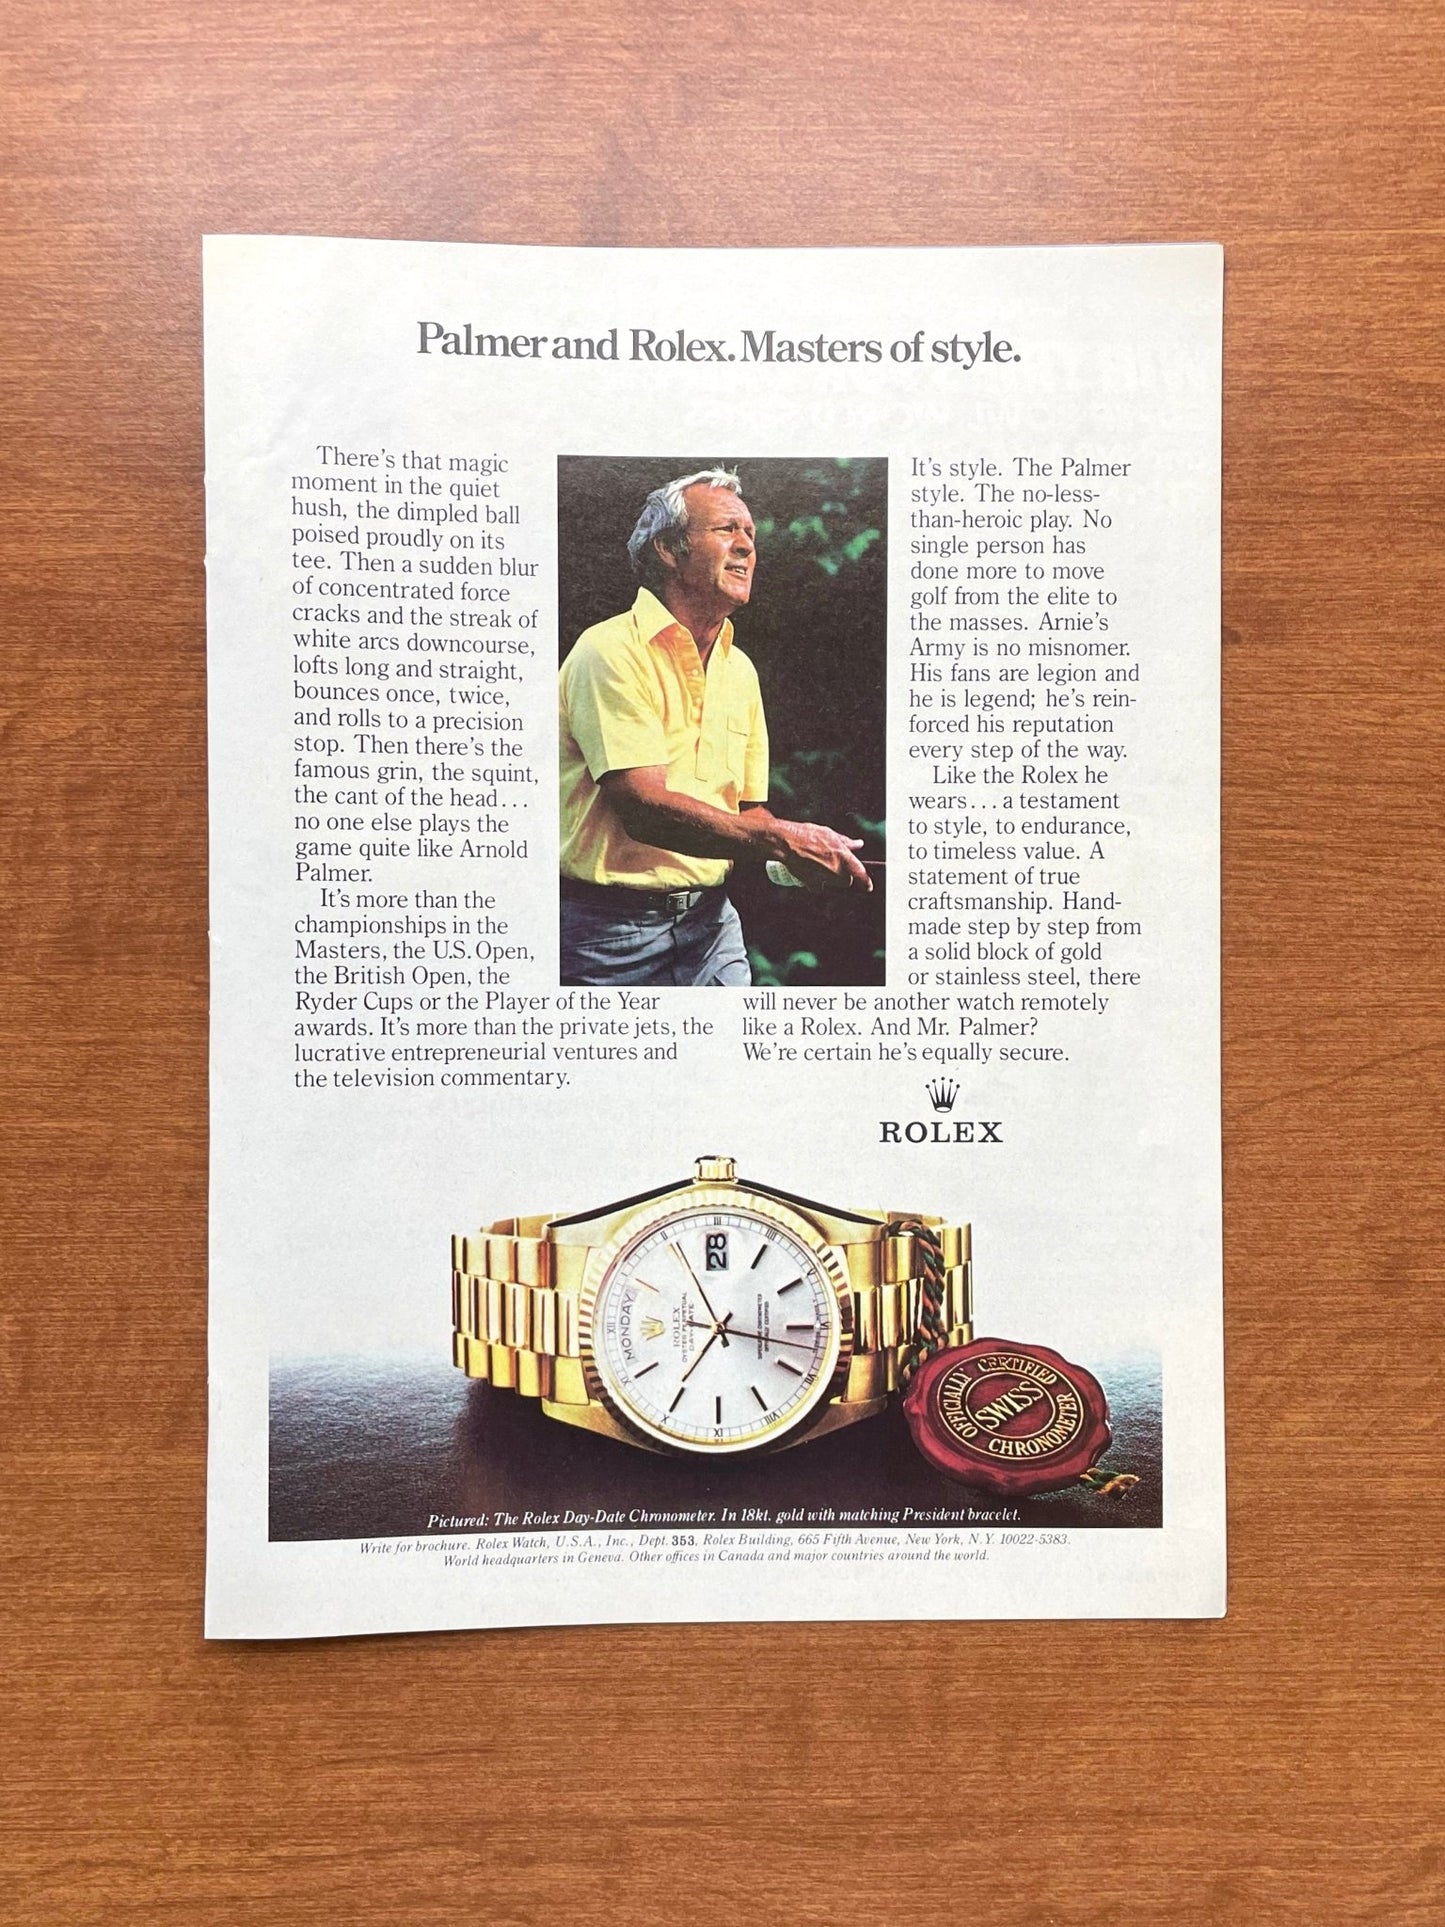 Palmer and Rolex. Masters of style.
There's that magic
moment in the quiet
hush, the dimpled ball
poised proudly on its
tee. Then a sudden blur
of concentrated force
cracks and the streak of
white arcs downcourse,
lofts long and straight,
bounces once, twice,
and rolls to a precision
stop. Then there's the
famous grin, the squint,
the cant of the head...
no one else plays the
game quite like Arnold
Palmer.
It's more than the
championships in the
Masters, the U.S. Open,
the British Open, the
Ryder Cups or the Player of the Year
awards. It's more than the private jets, the
lucrative entrepreneurial ventures and
the television commentary.
It's style. The Palmer
style. The no-less-
than-heroic play. No
single person has
done more to move
golf from the elite to
the masses. Arnie's
Army is no misnomer.
His fans are legion and
he is legend; he's rein-
forced his reputation
every step of the way.
Like the Rolex he
wears... a testament
to style, to endurance,
to timeless value. A
statement of true
craftsmanship. Hand-
made step by step from
a solid block of gold
or stainless steel, there
will never be another watch remotely
like a Rolex. And Mr. Palmer?
We're certain he's equally secure.
ROLEX
28
MONDAY
ROLEX
OYSTER PERPETUAL
DAY-DATE
SUPERLATIVE CHRONOMETER
OFFICIALLY CERTIFIED
OFFICIALLY CERTIFIED
SWISS
CHRONOMETER
Pictured: The Rolex Day-Date Chronometer. In 18kt. gold with matching President bracelet.
Write for brochure. Rolex Watch, U.S.A., Inc., Dept. 353, Rolex Building, 665 Fifth Avenue, New York, N.Y. 10022-5383.
World headquarters in Geneva. Other offices in Canada and major countries around the world.